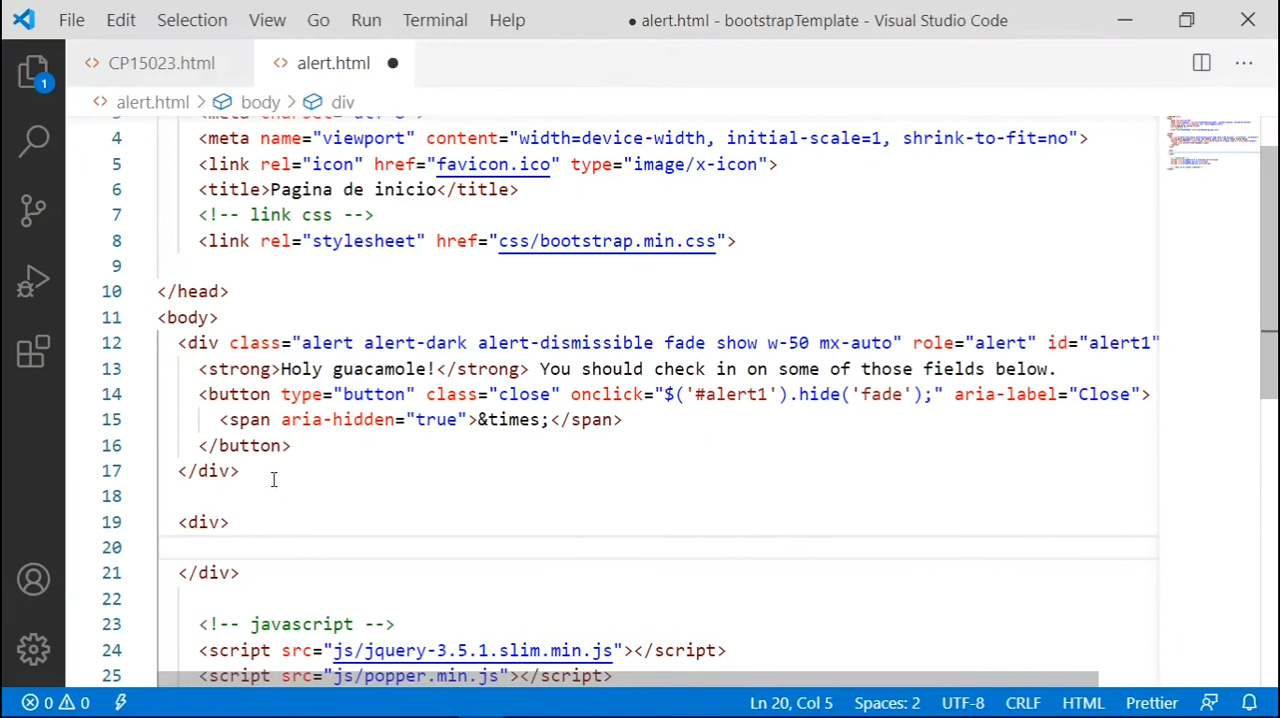 File Edit Selection View Go Run Terminal Help ● alert.html - bootstrapTemplate - Visual Studio Code
<> CP15023.html <> alert.html ●
<> alert.html > body > div
1
4 <meta name="viewport" content="width=device-width, initial-scale=1, shrink-to-fit=no">
5 <link rel="icon" href="favicon.ico" type="image/x-icon">
6 <title>Pagina de inicio</title>
7 <!-- link css -->
8 <link rel="stylesheet" href="css/bootstrap.min.css">
9
10 </head>
11 <body>
12 <div class="alert alert-dark alert-dismissible fade show w-50 mx-auto" role="alert" id="alert1"
13 <strong>Holy guacamole!</strong> You should check in on some of those fields below.
14 <button type="button" class="close" onclick="$('#alert1').hide('fade');" aria-label="Close">
15 <span aria-hidden="true">&times;</span>
16 </button>
17 </div>
18
19 <div>
20
21 </div>
22
23 <!-- javascript -->
24 <script src="js/jquery-3.5.1.slim.min.js"></script>
25 <script src="js/popper.min.js"></script>
0 0 Ln 20, Col 5 Spaces: 2 UTF-8 CRLF HTML Prettier